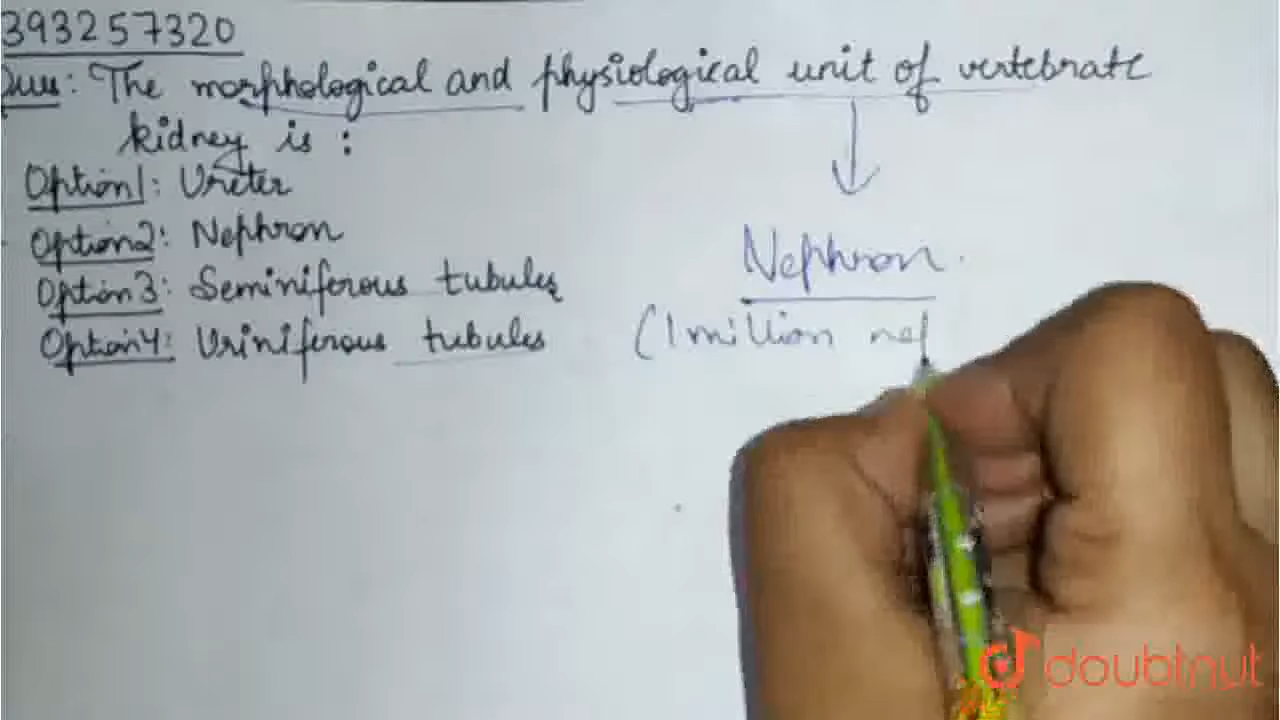 393257320
Ques: The morphological and physiological unit of vertebrate
kidney is :
Option1: Ureter
Option2: Nephron
Option3: Seminiferous tubules
Option4: Uriniferous tubules
Nephron.
(1 million nef
doubtnut